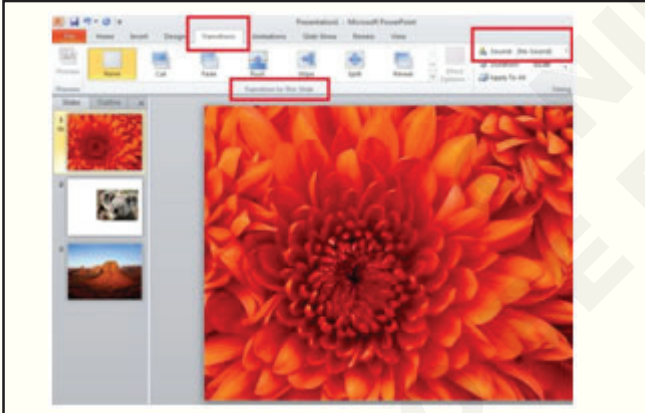 Presentation1 - Microsoft PowerPoint
File Home Insert Design Transitions Animations Slide Show Review View
Preview None Cut Fade Push Wipe Split Reveal Effect Options
Sound: [No Sound]
Duration:
Apply To All
Preview Transition to This Slide Timing
Slides Outline
1
2
3